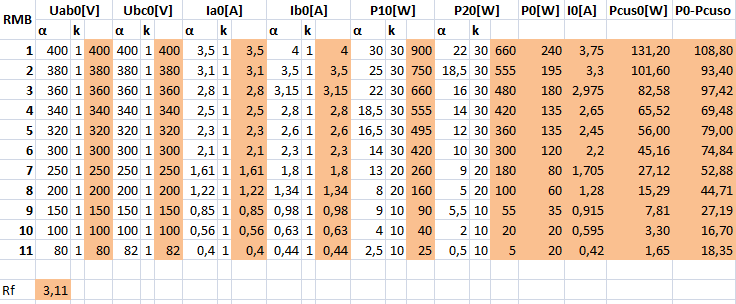 RMB Uab0[V] Ubc0[V] Ia0[A] Ib0[A] P10[W] P20[W] P0[W] I0[A] Pcus0[W] P0-Pcuso
α k α k α k α k α k α k
1 400 1 400 400 1 400 3,5 1 3,5 4 1 4 30 30 900 22 30 660 240 3,75 131,20 108,80
2 380 1 380 380 1 380 3,1 1 3,1 3,5 1 3,5 25 30 750 18,5 30 555 195 3,3 101,60 93,40
3 360 1 360 360 1 360 2,8 1 2,8 3,15 1 3,15 22 30 660 16 30 480 180 2,975 82,58 97,42
4 340 1 340 340 1 340 2,5 1 2,5 2,8 1 2,8 18,5 30 555 14 30 420 135 2,65 65,52 69,48
5 320 1 320 320 1 320 2,3 1 2,3 2,6 1 2,6 16,5 30 495 12 30 360 135 2,45 56,00 79,00
6 300 1 300 300 1 300 2,1 1 2,1 2,3 1 2,3 14 30 420 10 30 300 120 2,2 45,16 74,84
7 250 1 250 250 1 250 1,61 1 1,61 1,8 1 1,8 13 20 260 9 20 180 80 1,705 27,12 52,88
8 200 1 200 200 1 200 1,22 1 1,22 1,34 1 1,34 8 20 160 5 20 100 60 1,28 15,29 44,71
9 150 1 150 150 1 150 0,85 1 0,85 0,98 1 0,98 9 10 90 5,5 10 55 35 0,915 7,81 27,19
10 100 1 100 100 1 100 0,56 1 0,56 0,63 1 0,63 4 10 40 2 10 20 20 0,595 3,30 16,70
11 80 1 80 82 1 82 0,4 1 0,4 0,44 1 0,44 2,5 10 25 0,5 10 5 20 0,42 1,65 18,35
Rf 3,11